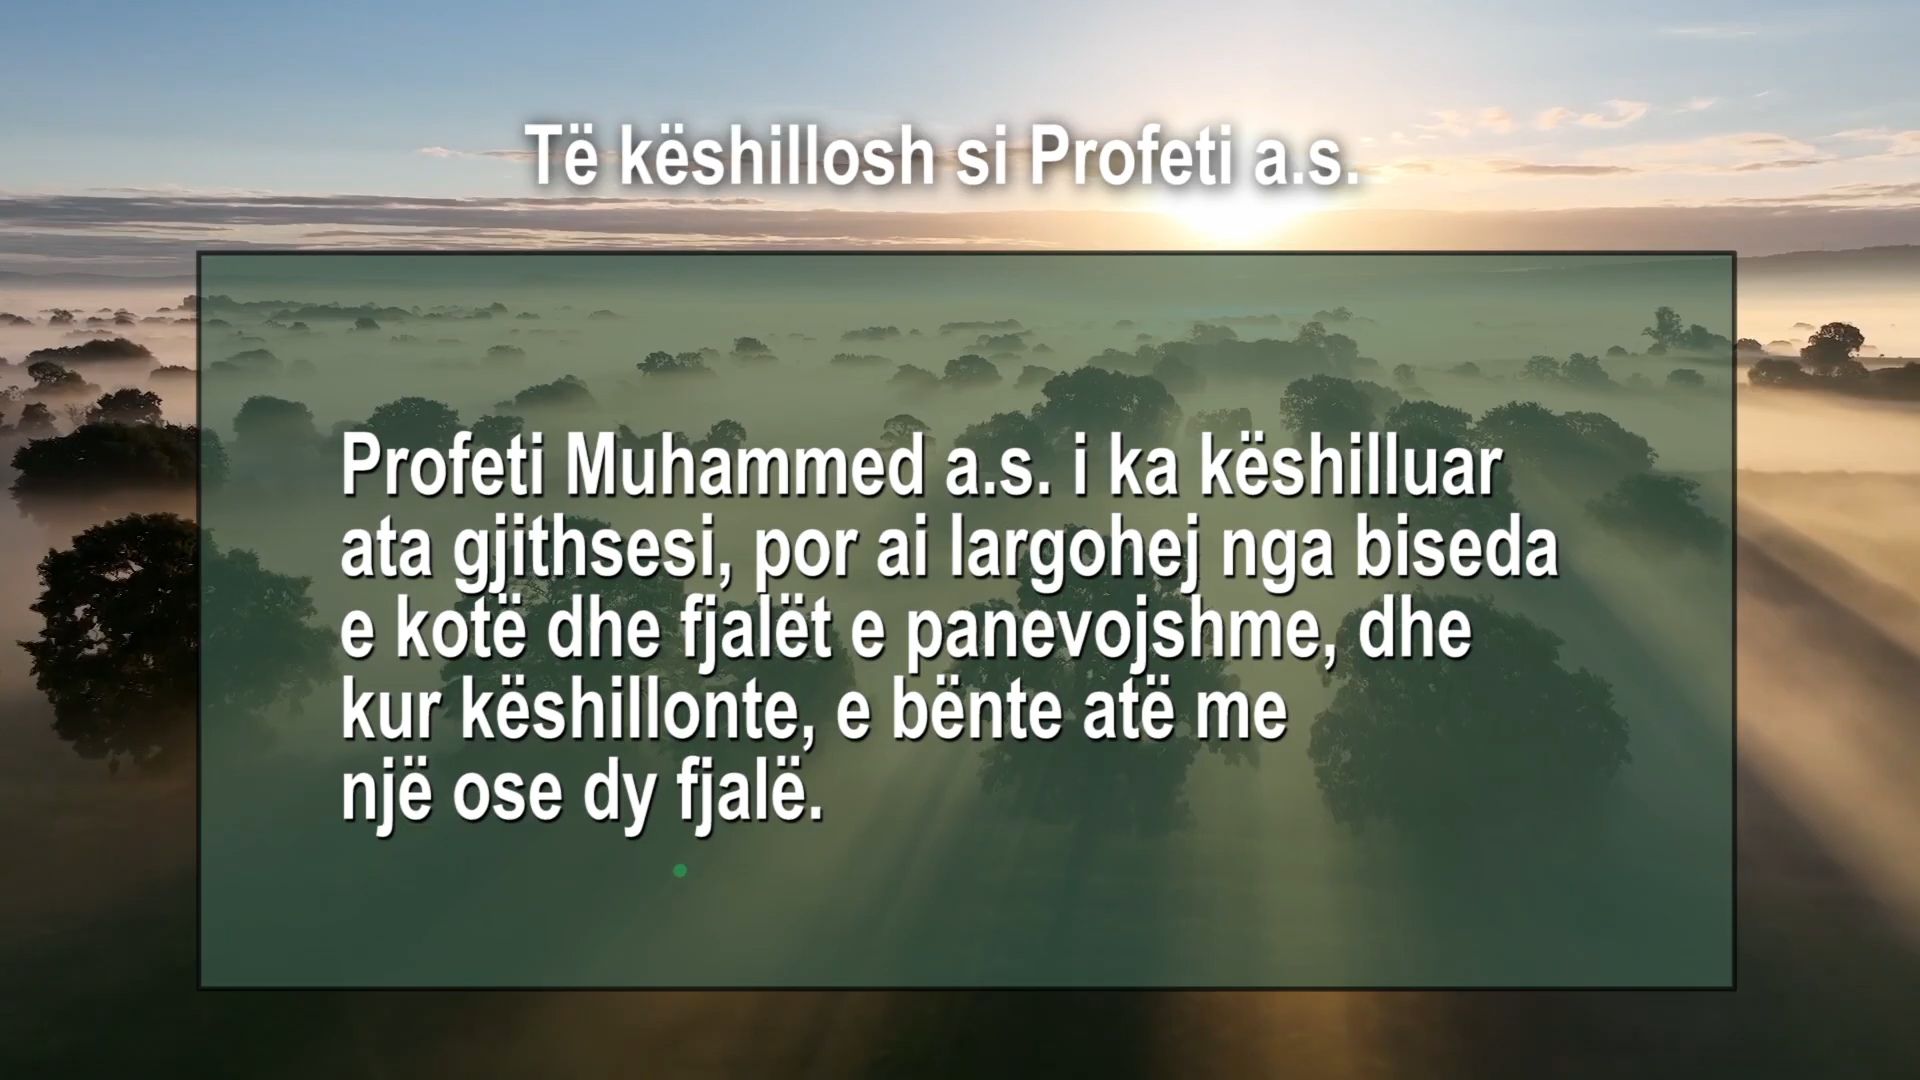 Të këshillosh si Profeti a.s.
Profeti Muhammed a.s. i ka këshilluar
ata gjithsesi, por ai largohej nga biseda
e kotë dhe fjalët e panevojshme, dhe
kur këshillonte, e bënte atë me
një ose dy fjalë.